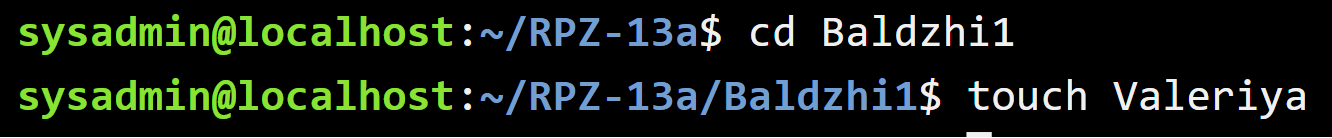 sysadmin@localhost:~/RPZ-13a$ cd Baldzhi1
sysadmin@localhost:~/RPZ-13a/Baldzhi1$ touch Valeriya